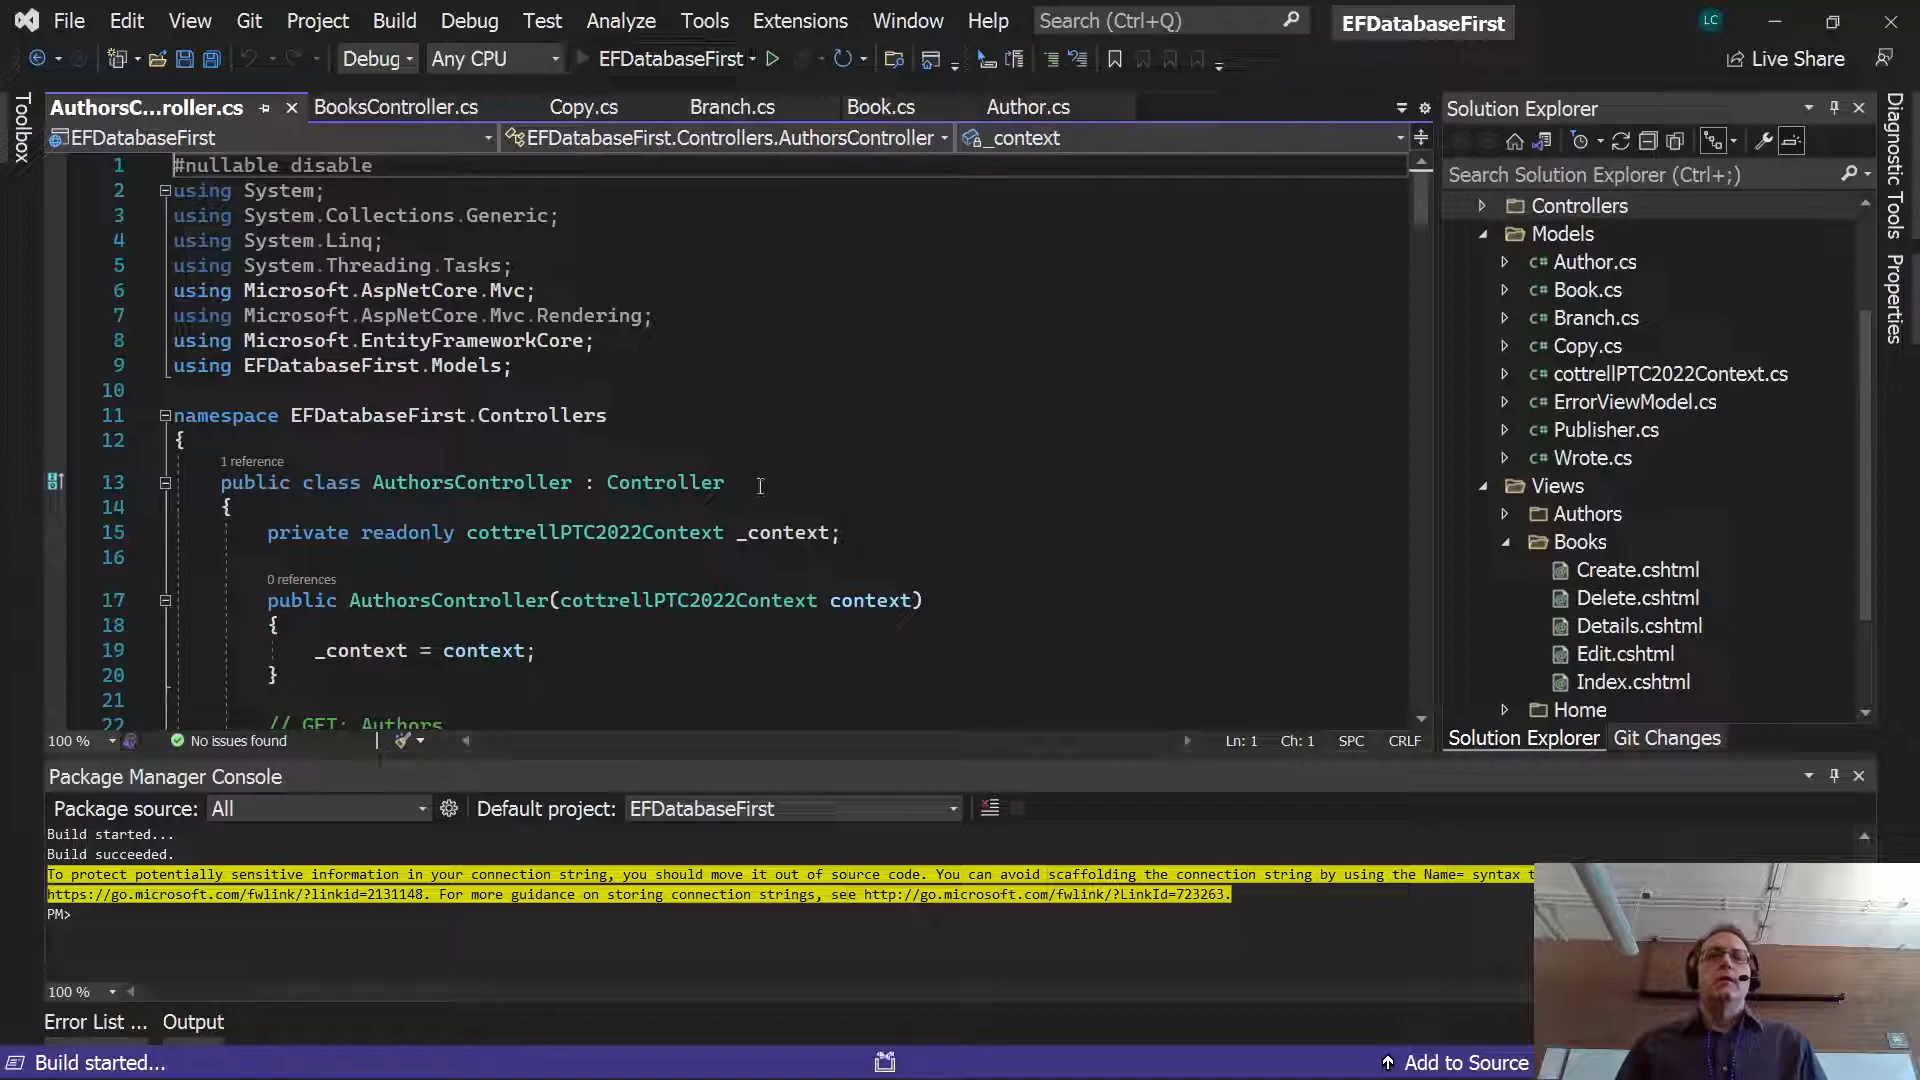 File Edit View Git Project Build Debug Test Analyze Tools Extensions Window Help Search (Ctrl+Q) EFDatabaseFirst LC
Debug Any CPU EFDatabaseFirst Live Share
Toolbox
AuthorsC...roller.cs BooksController.cs Copy.cs Branch.cs Book.cs Author.cs
EFDatabaseFirst EFDatabaseFirst.Controllers.AuthorsController _context
1 #nullable disable
2 using System;
3 using System.Collections.Generic;
4 using System.Linq;
5 using System.Threading.Tasks;
6 using Microsoft.AspNetCore.Mvc;
7 using Microsoft.AspNetCore.Mvc.Rendering;
8 using Microsoft.EntityFrameworkCore;
9 using EFDatabaseFirst.Models;
10
11 namespace EFDatabaseFirst.Controllers
12 {
1 reference
13 public class AuthorsController : Controller
14 {
15 private readonly cottrellPTC2022Context _context;
16
0 references
17 public AuthorsController(cottrellPTC2022Context context)
18 {
19 _context = context;
20 }
21
22 // GET: Authors
100 % No issues found Ln: 1 Ch: 1 SPC CRLF
Solution Explorer
Search Solution Explorer (Ctrl+;)
Controllers
Models
C# Author.cs
C# Book.cs
C# Branch.cs
C# Copy.cs
C# cottrellPTC2022Context.cs
C# ErrorViewModel.cs
C# Publisher.cs
C# Wrote.cs
Views
Authors
Books
Create.cshtml
Delete.cshtml
Details.cshtml
Edit.cshtml
Index.cshtml
Home
Solution Explorer Git Changes
Diagnostic Tools
Properties
Package Manager Console
Package source: All Default project: EFDatabaseFirst
Build started...
Build succeeded.
To protect potentially sensitive information in your connection string, you should move it out of source code. You can avoid scaffolding the connection string by using the Name= syntax t
https://go.microsoft.com/fwlink/?linkid=2131148. For more guidance on storing connection strings, see http://go.microsoft.com/fwlink/?LinkId=723263.
PM>
100 %
Error List ... Output
Build started... Add to Source